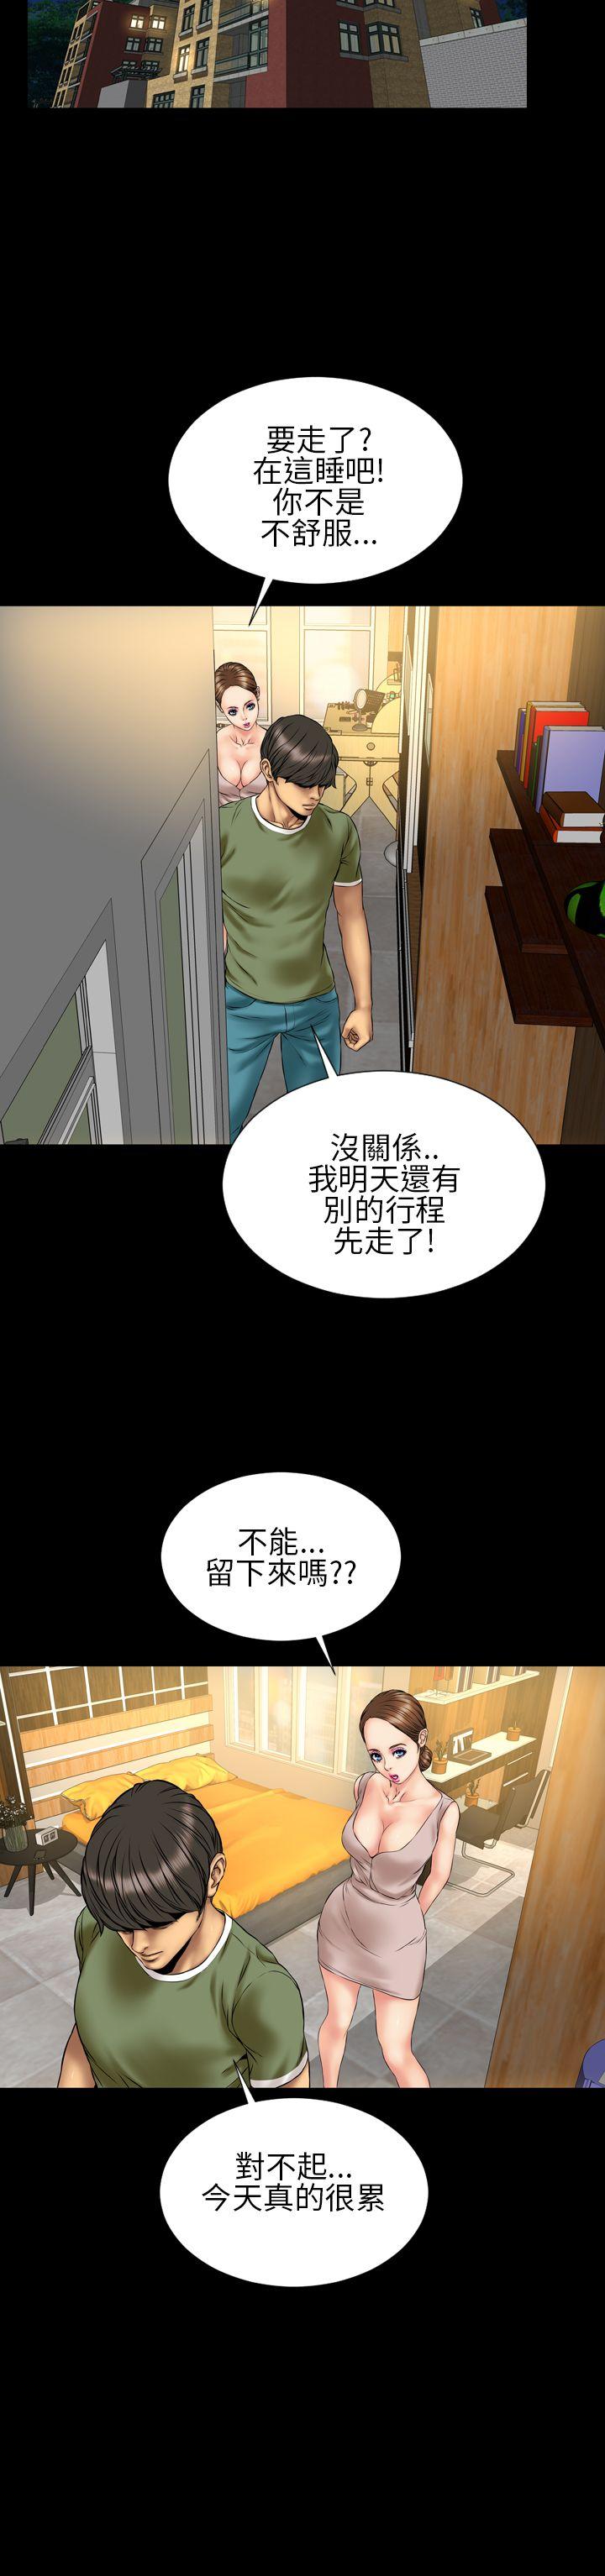 要走了?
在這睡吧!
你不是
不舒服...
沒關係..
我明天還有
別的行程
先走了!
不能...
留下來嗎??
對不起...
今天真的很累